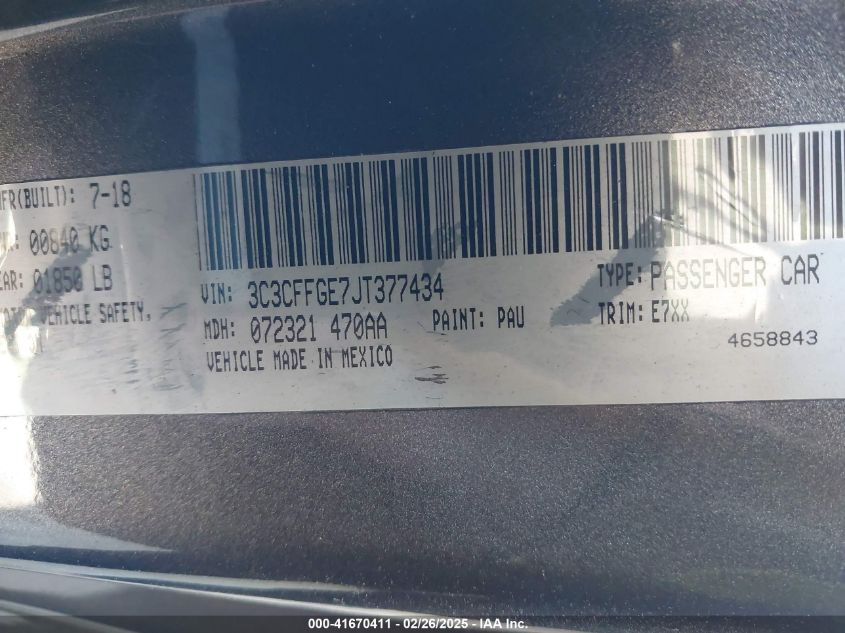 MFR(BUILT): 7-18
00840 KG
01850 LB
VEHICLE SAFETY,
VIN: 3C3CFFGE7JT377434
TYPE: PASSENGER CAR
MDH: 072321 470AA PAINT: PAU
TRIM: E7XX
VEHICLE MADE IN MEXICO
4658843
000-41670411 - 02/26/2025 - IAA Inc.